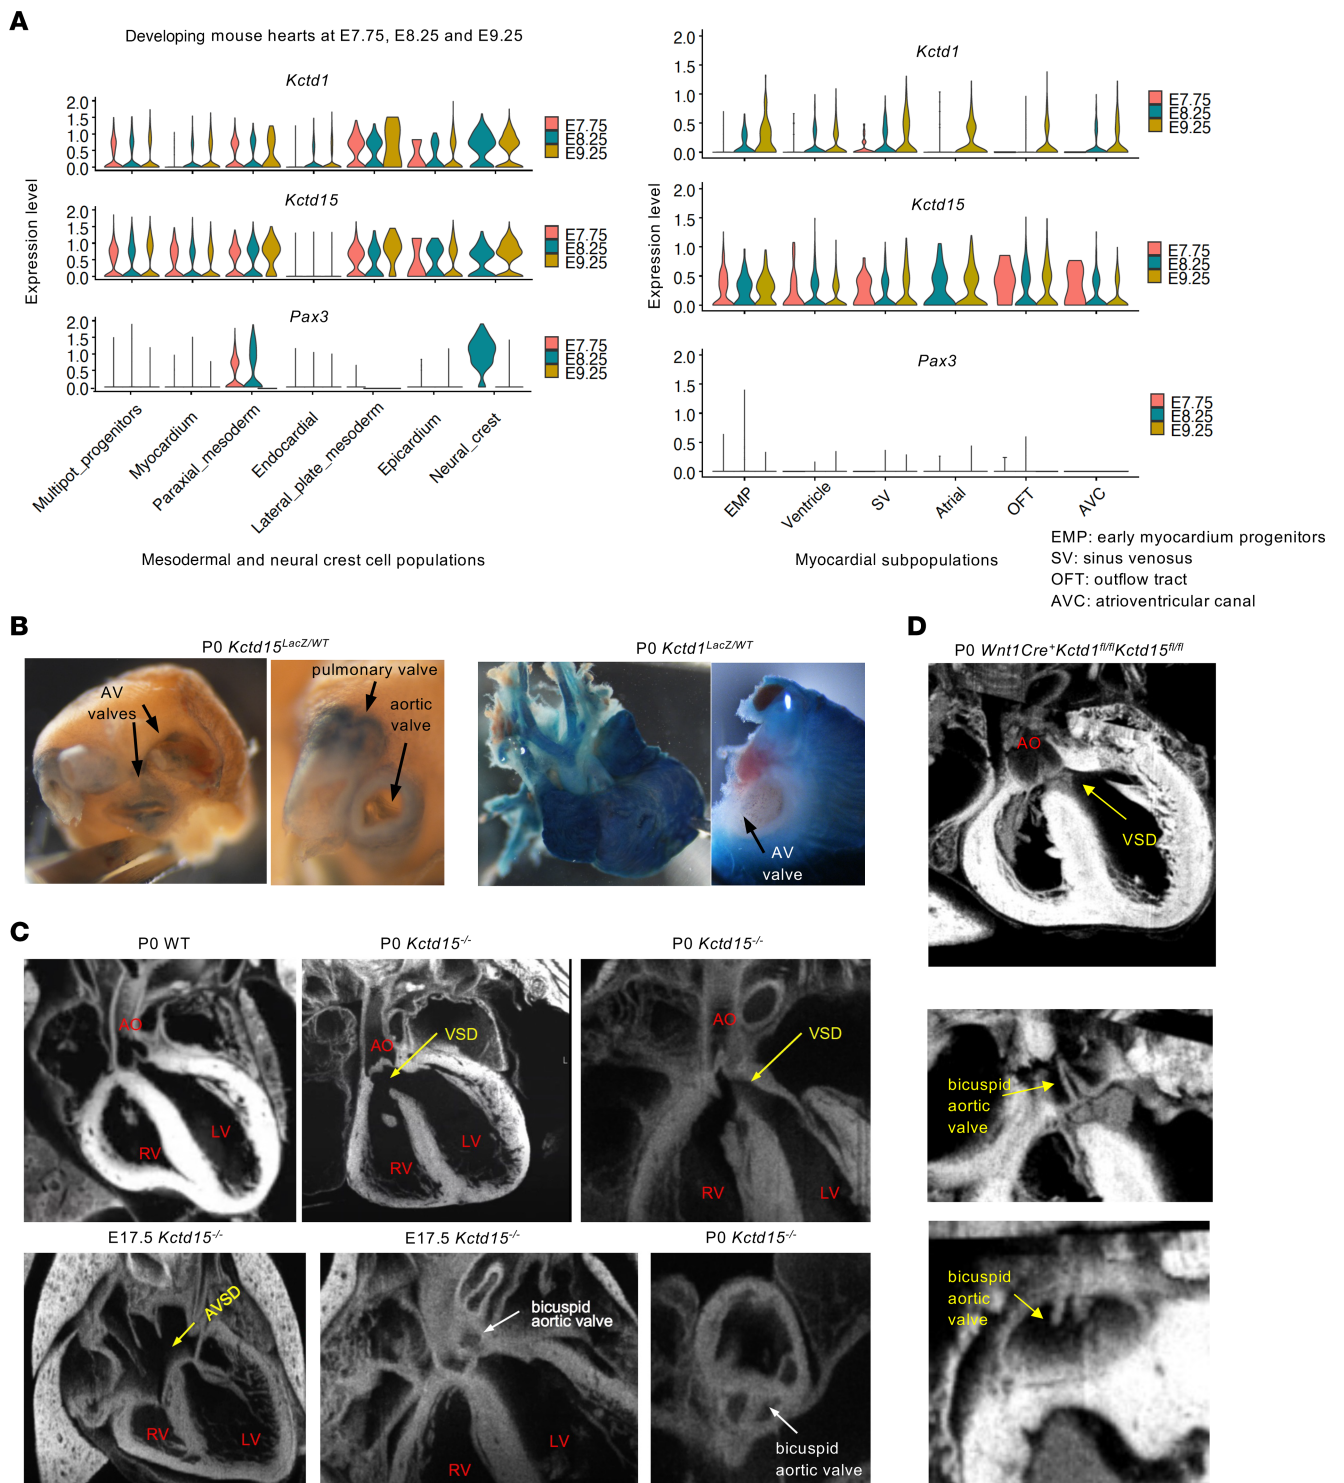 A
Developing mouse hearts at E7.75, E8.25 and E9.25
Kctd1
2.0
1.5
1.0
0.5
0.0
E7.75
E8.25
E9.25
Kctd15
2.0
1.5
1.0
0.5
0.0
E7.75
E8.25
E9.25
Pax3
2.0
1.5
1.0
0.5
0.0
E7.75
E8.25
E9.25
Expression level
Multipot_progenitors
Myocardium
Paraxial_mesoderm
Endocardial
Lateral_plate_mesoderm
Epicardium
Neural_crest
Mesodermal and neural crest cell populations
Kctd1
2.0
1.5
1.0
0.5
0.0
E7.75
E8.25
E9.25
Kctd15
2.0
1.5
1.0
0.5
0.0
E7.75
E8.25
E9.25
Pax3
2.0
1.5
1.0
0.5
0.0
E7.75
E8.25
E9.25
Expression level
EMP
Ventricle
SV
Atrial
OFT
AVC
Myocardial subpopulations
EMP: early myocardium progenitors
SV: sinus venosus
OFT: outflow tract
AVC: atrioventricular canal
B
P0 Kctd15LacZ/WT
AV
valves
pulmonary valve
aortic
valve
P0 Kctd1LacZ/WT
AV
valve
C
P0 WT
AO
LV
RV
P0 Kctd15-/-
VSD
AO
LV
RV
L
P0 Kctd15-/-
AO
VSD
RV
LV
E17.5 Kctd15-/-
AVSD
RV
LV
E17.5 Kctd15-/-
bicuspid
aortic valve
LV
RV
P0 Kctd15-/-
bicuspid
aortic valve
D
P0 Wnt1Cre+Kctd1fl/flKctd15fl/fl
AO
VSD
bicuspid
aortic
valve
bicuspid
aortic
valve